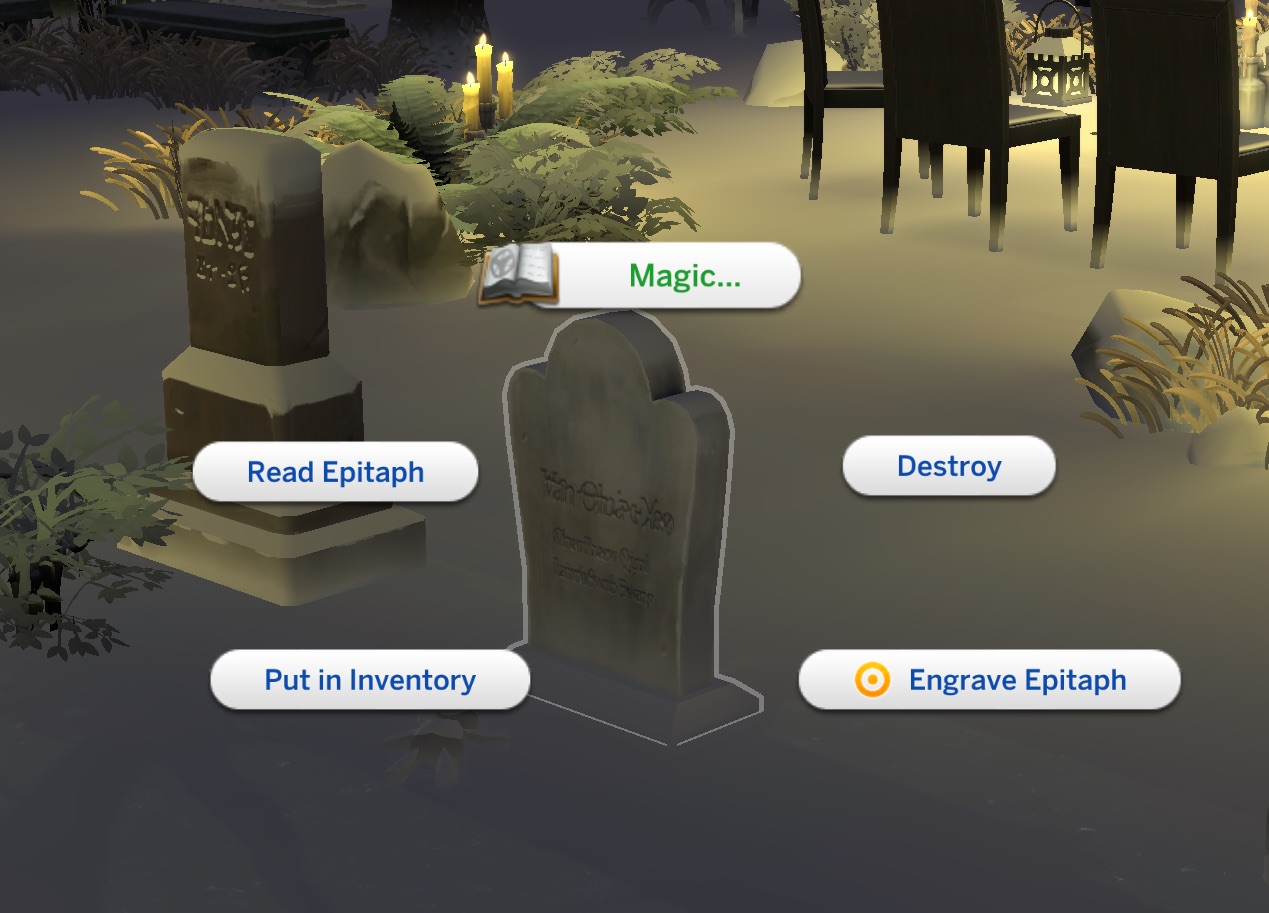 Magic...
Read Epitaph
Destroy
Put in Inventory
Engrave Epitaph